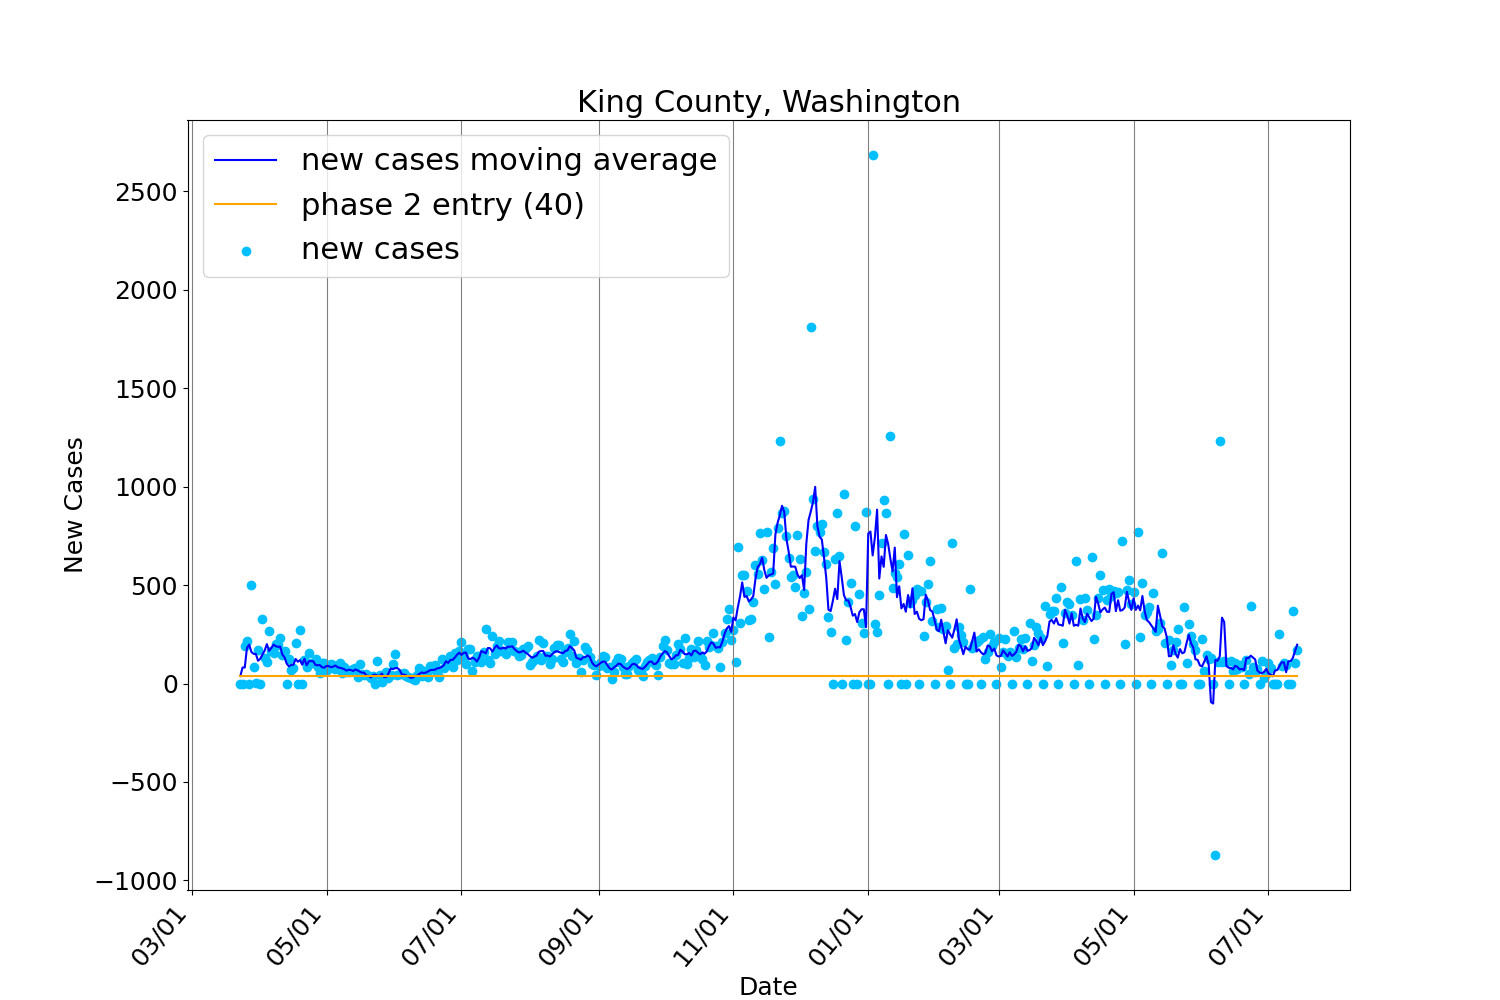 King County, Washington
new cases moving average
phase 2 entry (40)
new cases
2500
2000
1500
1000
500
0
−500
−1000
New Cases
03/01
05/01
07/01
09/01
11/01
01/01
03/01
05/01
07/01
Date